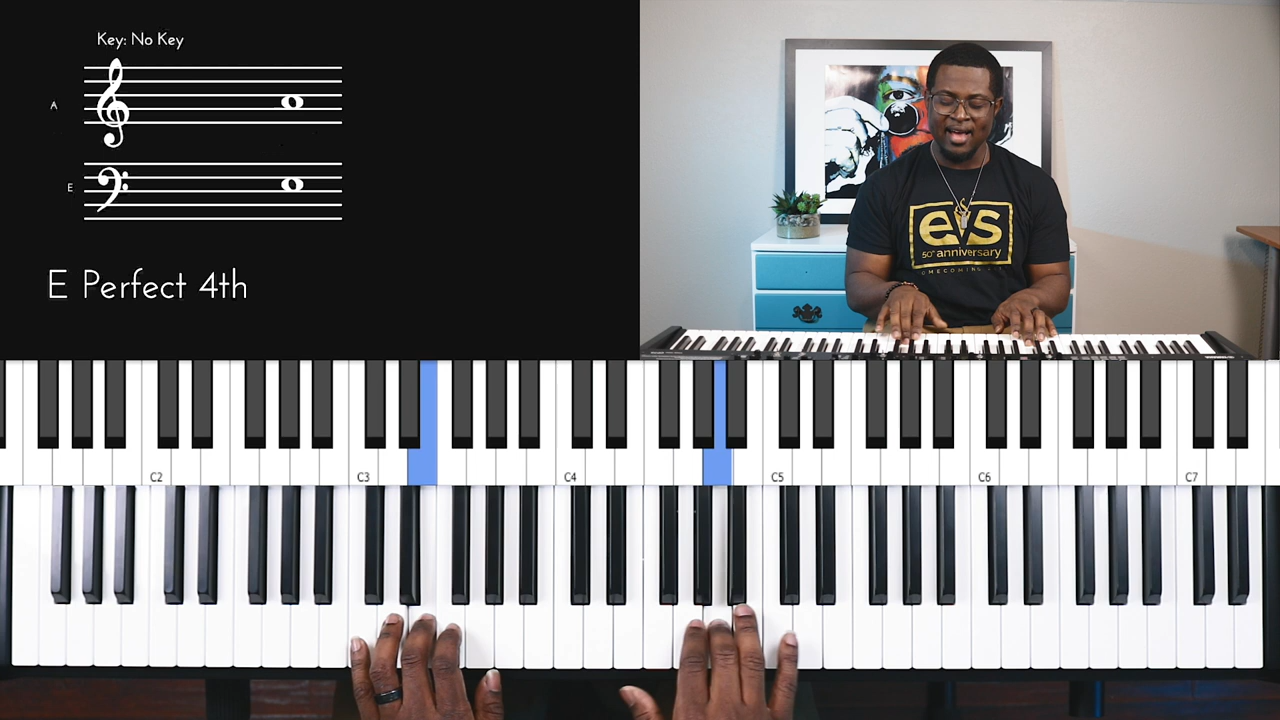 Key: No Key
A
E
E Perfect 4th
evs
50th anniversary
C2 C3 C4 C5 C6 C7